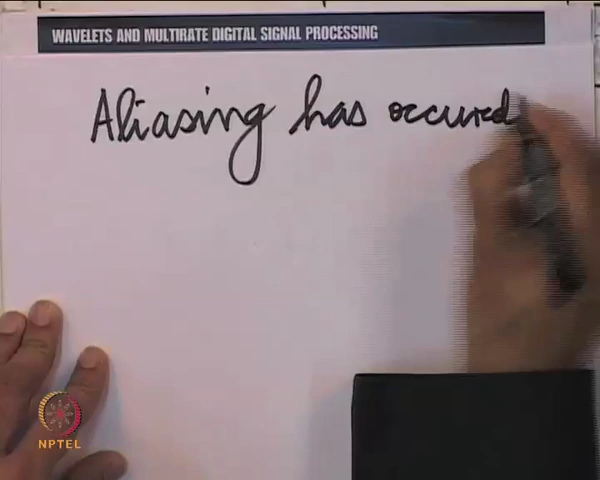 WAVELETS AND MULTIRATE DIGITAL SIGNAL PROCESSING
Aliasing has occured
NPTEL